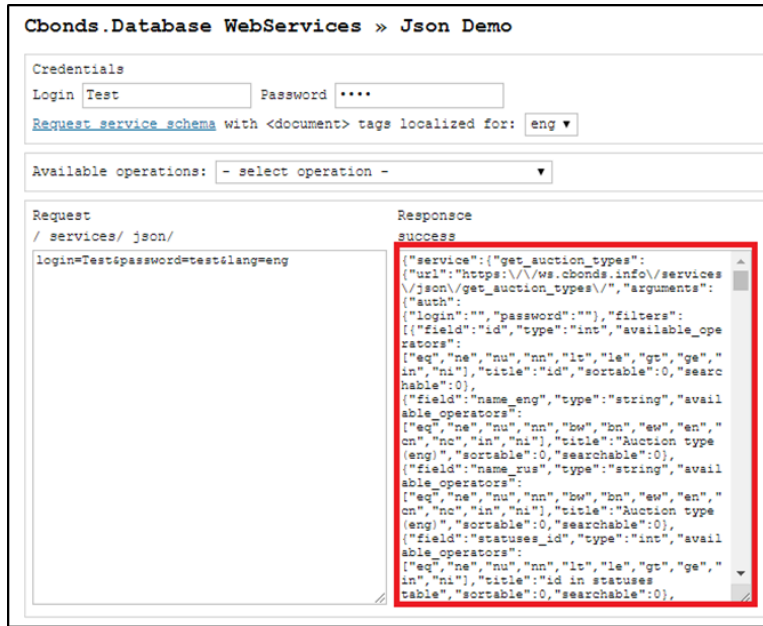 Cbonds.Database WebServices » Json Demo
Credentials
Login Test Password ••••
Request service schema with <document> tags localized for: eng ▼
Available operations: - select operation - ▼
Request
/ services/ json/
login=Test&password=test&lang=eng
Responsce
success
{"service":{"get_auction_types":
{"url":"https:\/\/ws.cbonds.info\/services
\/json\/get_auction_types\/","arguments":
{"auth":
{"login":"","password":""},"filters":
[{"field":"id","type":"int","available_ope
rators":
["eq","ne","nu","nn","lt","le","gt","ge","
in","ni"],"title":"id","sortable":0,"searc
hable":0},
{"field":"name_eng","type":"string","avail
able_operators":
["eq","ne","nu","nn","bw","bn","ew","en","
cn","nc","in","ni"],"title":"Auction type
(eng)","sortable":0,"searchable":0},
{"field":"name_rus","type":"string","avail
able_operators":
["eq","ne","nu","nn","bw","bn","ew","en","
cn","nc","in","ni"],"title":"Auction type
(eng)","sortable":0,"searchable":0},
{"field":"statuses_id","type":"int","avail
able_operators":
["eq","ne","nu","nn","lt","le","gt","ge","
in","ni"],"title":"id in statuses
table","sortable":0,"searchable":0},